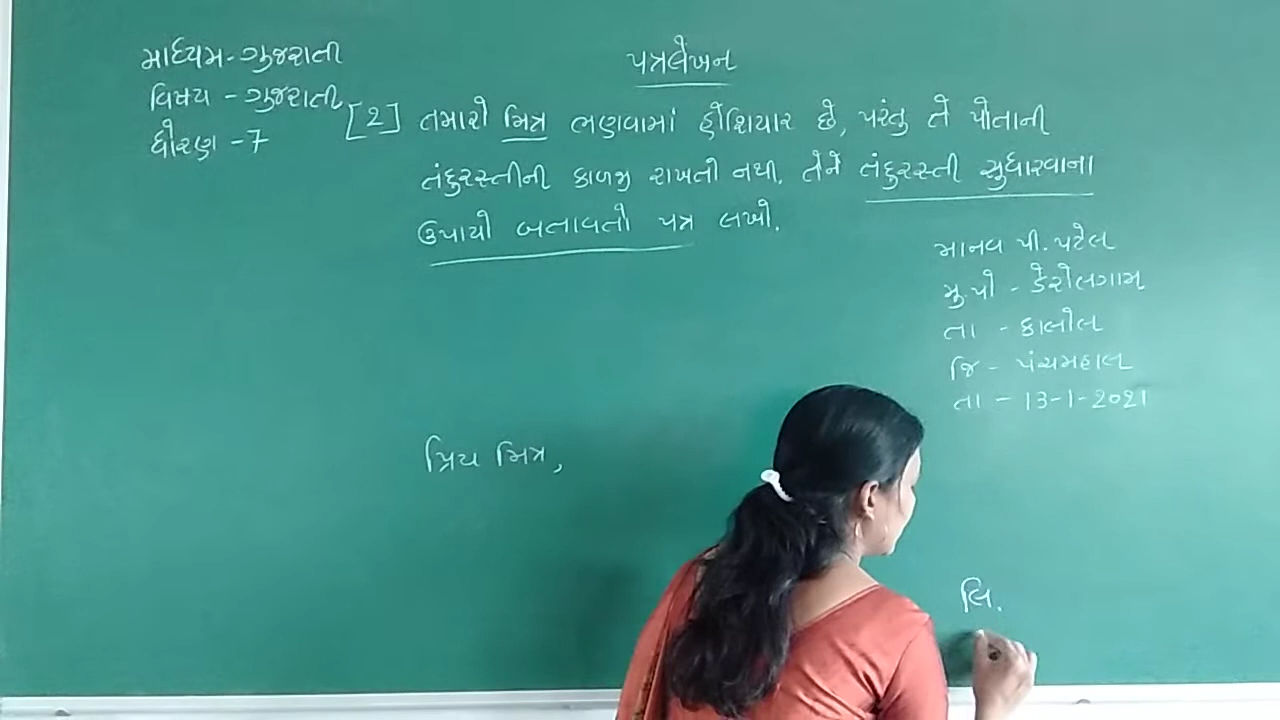 માધ્યમ - ગુજરાતી
વિષય - ગુજરાતી
ધોરણ - 7
પત્રલેખન
[2] તમારો મિત્ર ભણવામાં હોંશિયાર છે, પરંતુ તે પોતાની
તંદુરસ્તીની કાળજી રાખતો નથી. તેને તંદુરસ્તી સુધારવાના
ઉપાયો બતાવતો પત્ર લખો.
માનવ પી. પટેલ
મુ.પો - ડેરોલગામ
તા - કાલોલ
જિ - પંચમહાલ
તા - 13-1-2021
પ્રિય મિત્ર,
લિ.